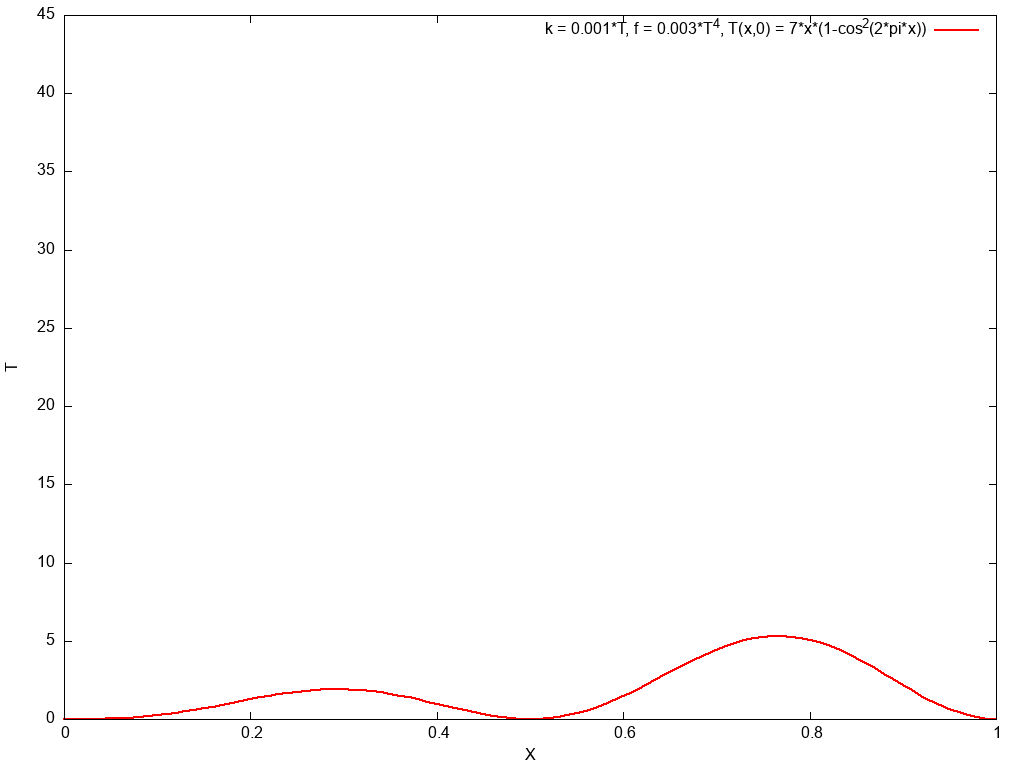 45
k = 0.001*T, f = 0.003*T⁴, T(x,0) = 7*x*(1-cos²(2*pi*x))
40
35
30
25
T
20
15
10
5
0
0 0.2 0.4 0.6 0.8 1
X